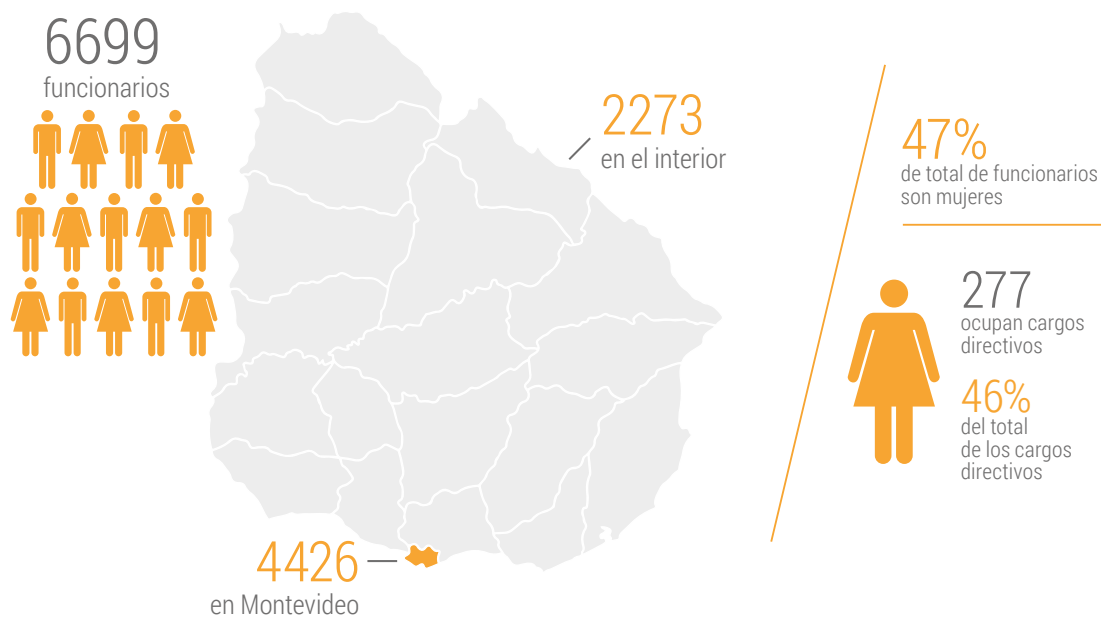 6699
funcionarios
2273
en el interior
4426
en Montevideo
47%
de total de funcionarios
son mujeres
277
ocupan cargos
directivos
46%
del total
de los cargos
directivos